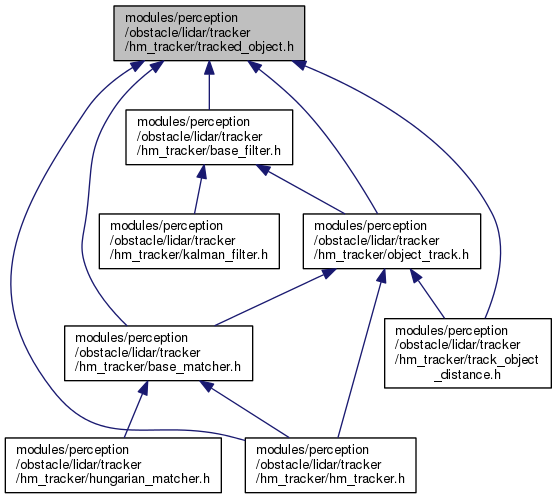 modules/perception
/obstacle/lidar/tracker
/hm_tracker/tracked_object.h
modules/perception
/obstacle/lidar/tracker
/hm_tracker/base_filter.h
modules/perception
/obstacle/lidar/tracker
/hm_tracker/kalman_filter.h
modules/perception
/obstacle/lidar/tracker
/hm_tracker/object_track.h
modules/perception
/obstacle/lidar/tracker
/hm_tracker/base_matcher.h
modules/perception
/obstacle/lidar/tracker
/hm_tracker/track_object
_distance.h
modules/perception
/obstacle/lidar/tracker
/hm_tracker/hungarian_matcher.h
modules/perception
/obstacle/lidar/tracker
/hm_tracker/hm_tracker.h